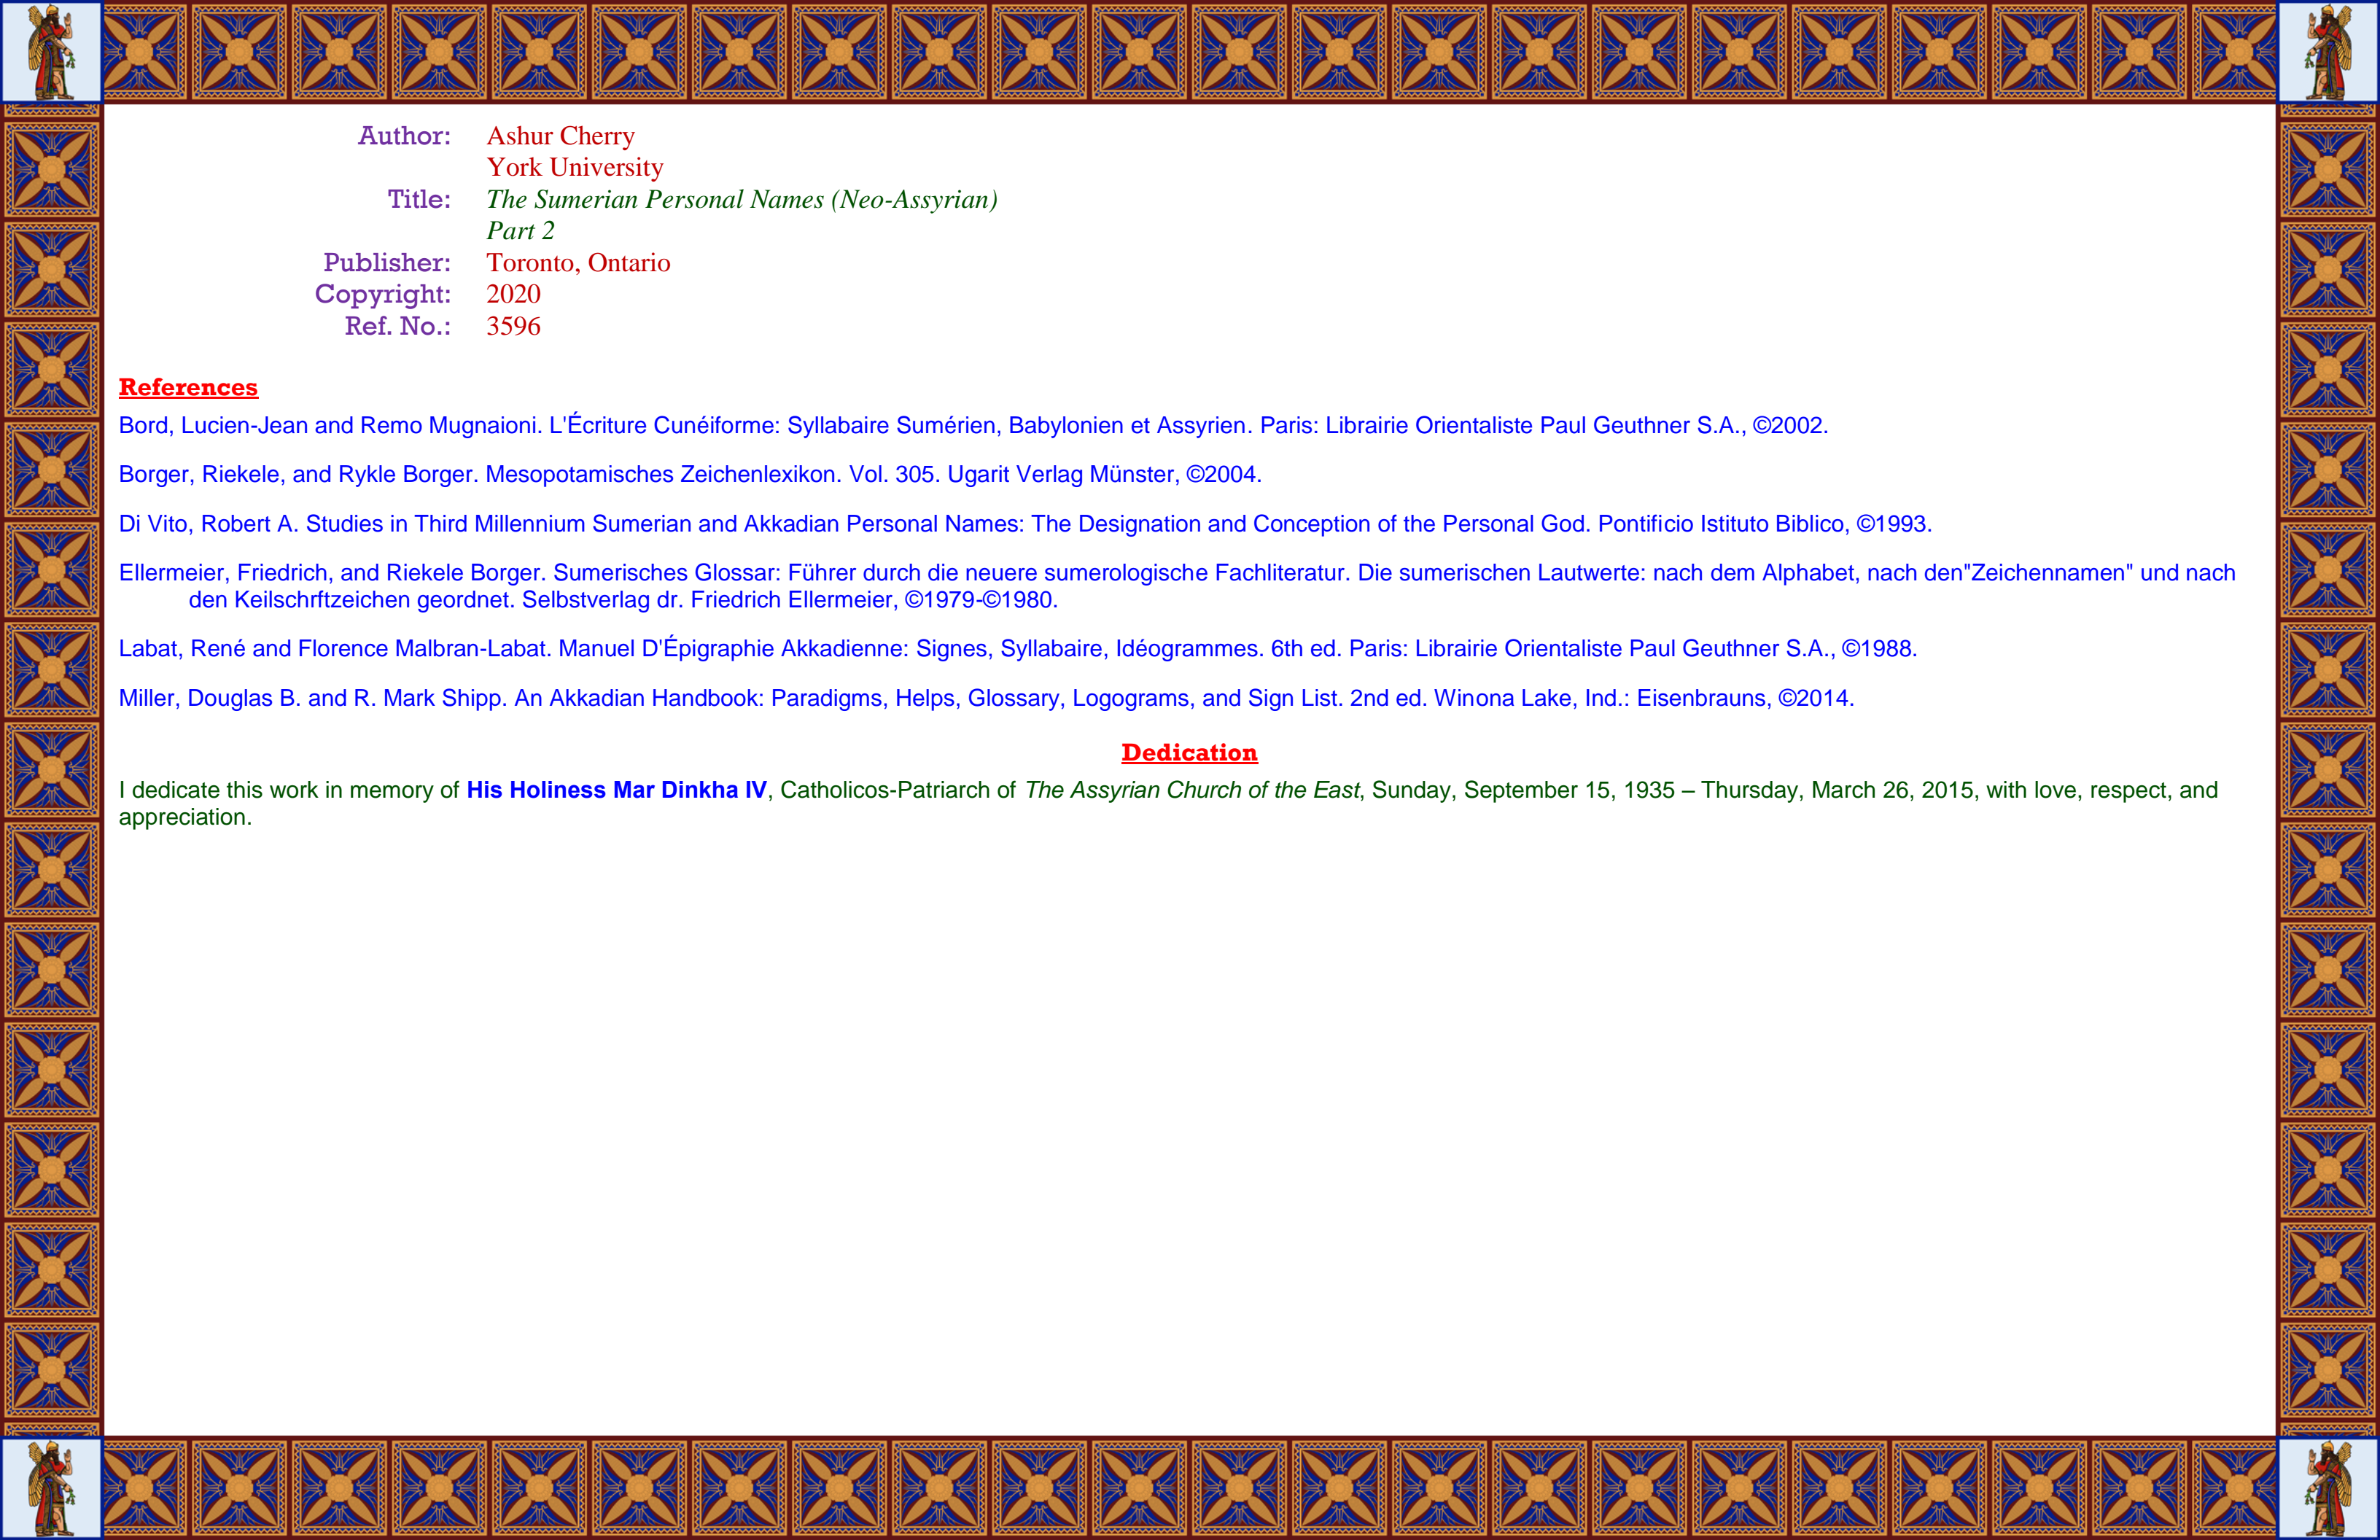 Author: Ashur Cherry
York University
Title: The Sumerian Personal Names (Neo-Assyrian)
Part 2
Publisher: Toronto, Ontario
Copyright: 2020
Ref. No.: 3596
References
Bord, Lucien-Jean and Remo Mugnaioni. L'Écriture Cunéiforme: Syllabaire Sumérien, Babylonien et Assyrien. Paris: Librairie Orientaliste Paul Geuthner S.A., ©2002.
Borger, Riekele, and Rykle Borger. Mesopotamisches Zeichenlexikon. Vol. 305. Ugarit Verlag Münster, ©2004.
Di Vito, Robert A. Studies in Third Millennium Sumerian and Akkadian Personal Names: The Designation and Conception of the Personal God. Pontificio Istituto Biblico, ©1993.
Ellermeier, Friedrich, and Riekele Borger. Sumerisches Glossar: Führer durch die neuere sumerologische Fachliteratur. Die sumerischen Lautwerte: nach dem Alphabet, nach den"Zeichennamen" und nach
den Keilschrftzeichen geordnet. Selbstverlag dr. Friedrich Ellermeier, ©1979-©1980.
Labat, René and Florence Malbran-Labat. Manuel D'Épigraphie Akkadienne: Signes, Syllabaire, Idéogrammes. 6th ed. Paris: Librairie Orientaliste Paul Geuthner S.A., ©1988.
Miller, Douglas B. and R. Mark Shipp. An Akkadian Handbook: Paradigms, Helps, Glossary, Logograms, and Sign List. 2nd ed. Winona Lake, Ind.: Eisenbrauns, ©2014.
Dedication
I dedicate this work in memory of His Holiness Mar Dinkha IV, Catholicos-Patriarch of The Assyrian Church of the East, Sunday, September 15, 1935 – Thursday, March 26, 2015, with love, respect, and
appreciation.